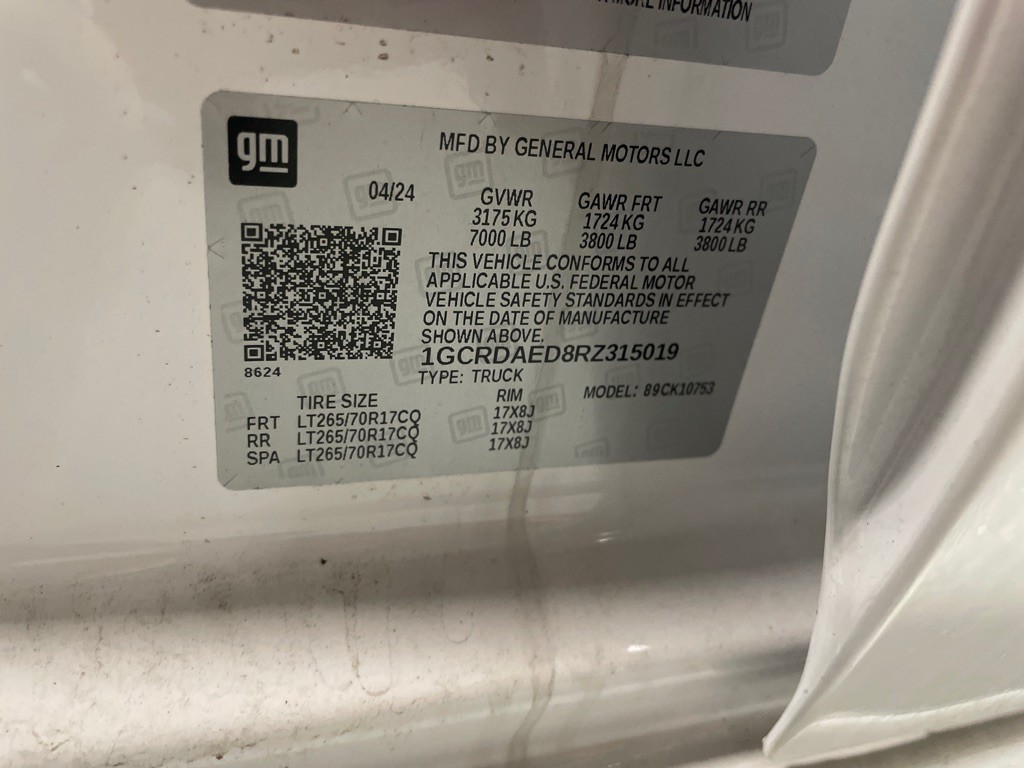 MORE INFORMATION
gm
MFD BY GENERAL MOTORS LLC
04/24
GVWR GAWR FRT GAWR RR
3175 KG 1724 KG 1724 KG
7000 LB 3800 LB 3800 LB
THIS VEHICLE CONFORMS TO ALL
APPLICABLE U.S. FEDERAL MOTOR
VEHICLE SAFETY STANDARDS IN EFFECT
ON THE DATE OF MANUFACTURE
SHOWN ABOVE.
1GCRDAED8RZ315019
8624
TYPE: TRUCK MODEL: 89CK10753
TIRE SIZE RIM
FRT LT265/70R17CQ 17X8J
RR LT265/70R17CQ 17X8J
SPA LT265/70R17CQ 17X8J